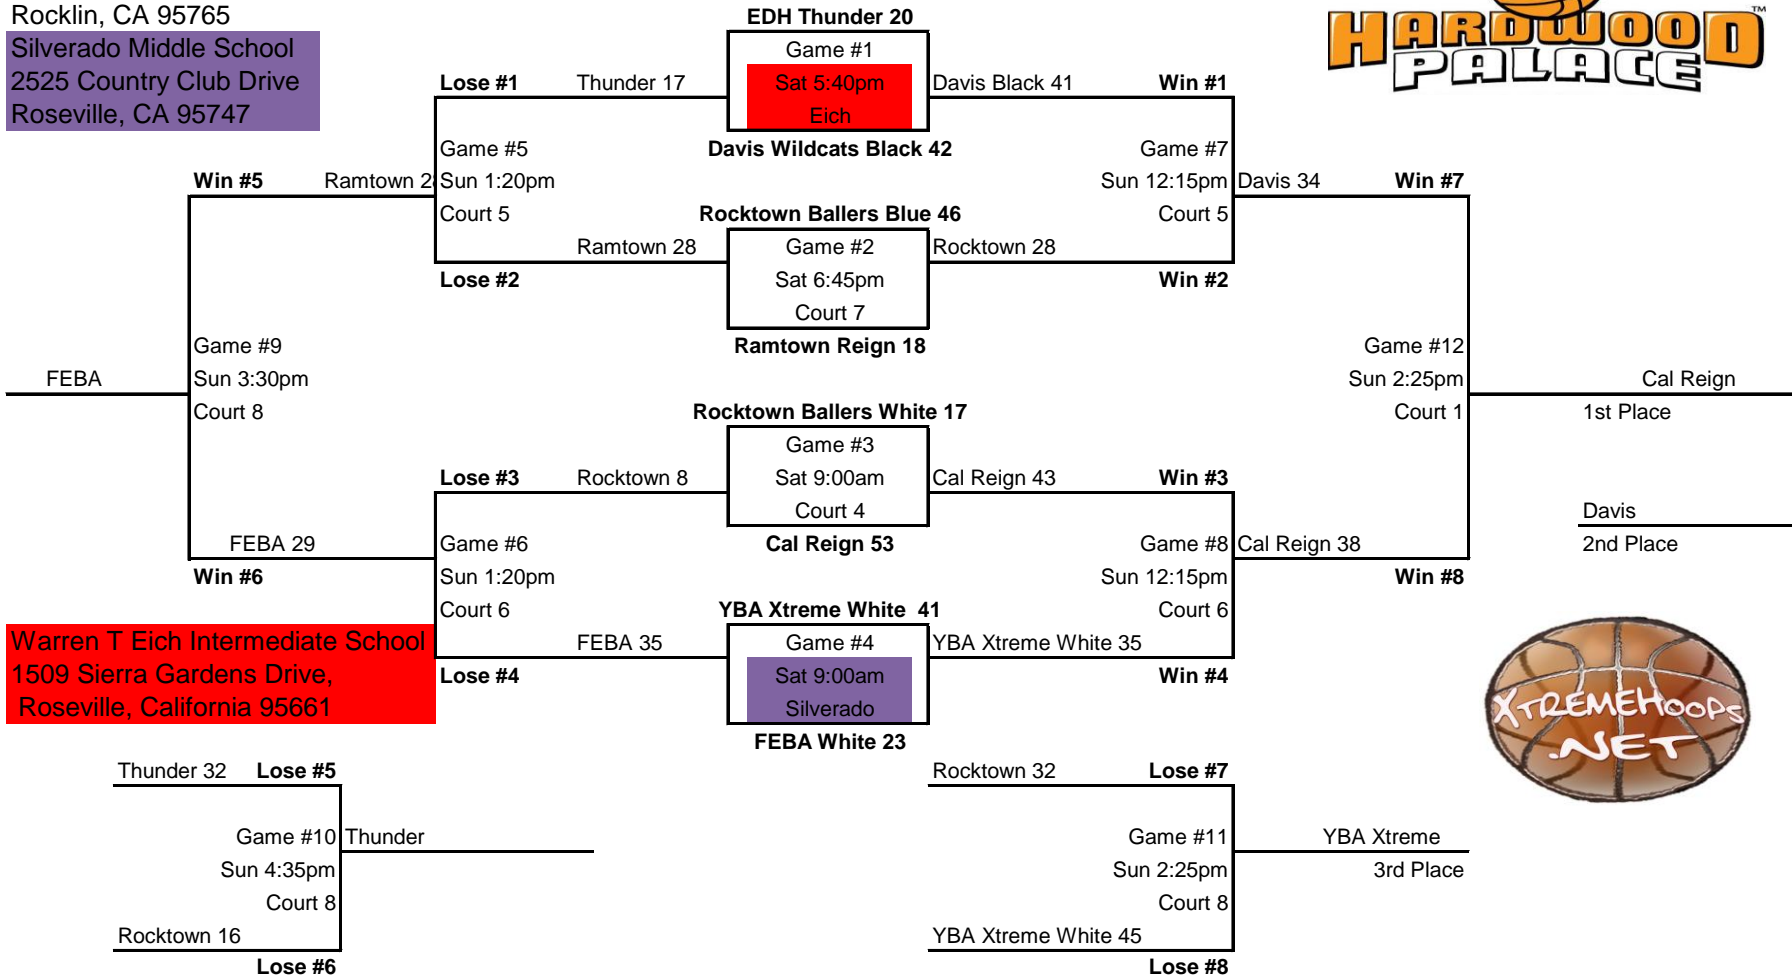 Rocklin, CA 95765
Silverado Middle School
2525 Country Club Drive
Roseville, CA 95747
EDH Thunder 20
Game #1
Sat 5:40pm
Eich
Davis Wildcats Black 42
HARDWOOD
PALACE
TM
Lose #1
Thunder 17
Davis Black 41
Win #1
Game #5
Sun 1:20pm
Court 5
Game #7
Sun 12:15pm
Court 5
Win #5
Ramtown 2
Davis 34
Win #7
Rocktown Ballers Blue 46
Game #2
Sat 6:45pm
Court 7
Ramtown Reign 18
Ramtown 28
Rocktown 28
Lose #2
Win #2
Game #9
Sun 3:30pm
Court 8
FEBA
Game #12
Sun 2:25pm
Court 1
Cal Reign
1st Place
Rocktown Ballers White 17
Game #3
Sat 9:00am
Court 4
Cal Reign 53
Lose #3
Rocktown 8
Cal Reign 43
Win #3
Davis
2nd Place
FEBA 29
Win #6
Game #6
Sun 1:20pm
Court 6
Game #8
Sun 12:15pm
Court 6
Cal Reign 38
Win #8
YBA Xtreme White 41
Game #4
Sat 9:00am
Silverado
FEBA White 23
FEBA 35
YBA Xtreme White 35
Lose #4
Win #4
Warren T Eich Intermediate School
1509 Sierra Gardens Drive,
Roseville, California 95661
XTREMEHOOPS
.NET
Thunder 32
Lose #5
Game #10
Sun 4:35pm
Court 8
Thunder
Rocktown 16
Lose #6
Rocktown 32
Lose #7
Game #11
Sun 2:25pm
Court 8
YBA Xtreme
3rd Place
YBA Xtreme White 45
Lose #8